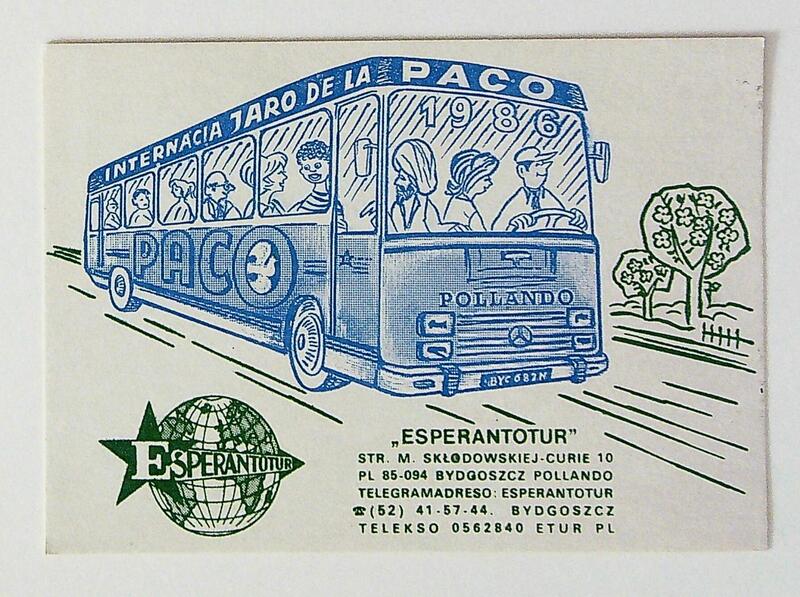 INTERNACIA JARO DE LA PACO
1986
PACO
POLLANDO
BYC 682N
ESPERANTOTUR
„ESPERANTOTUR”
STR. M. SKŁODOWSKIEJ-CURIE 10
PL 85-094 BYDGOSZCZ POLLANDO
TELEGRAMADRESO: ESPERANTOTUR
☎(52) 41-57-44. BYDGOSZCZ
TELEKSO 0562840 ETUR PL